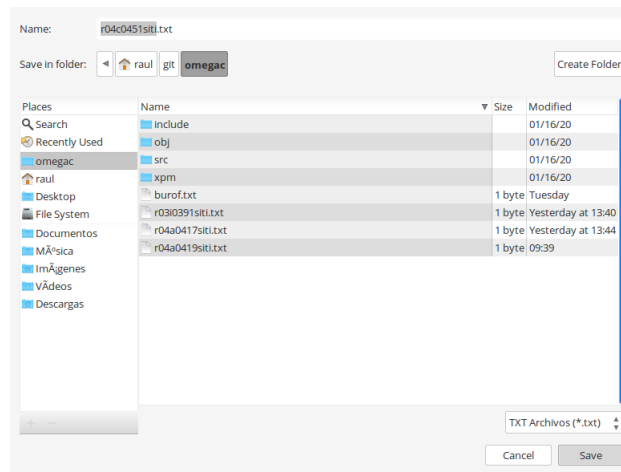 Name: r04c0451siti.txt
Save in folder: raul git omegac Create Folder
Places Name Size Modified
Search include 01/16/20
Recently Used obj 01/16/20
omegac src 01/16/20
raul xpm 01/16/20
Desktop burof.txt 1 byte Tuesday
File System r03i0391siti.txt 1 byte Yesterday at 13:40
Documentos r04a0417siti.txt 1 byte Yesterday at 13:44
MÃºsica r04a0419siti.txt 1 byte 09:39
ImÃ¡genes
VÃ­deos
Descargas
TXT Archivos (*.txt)
Cancel Save